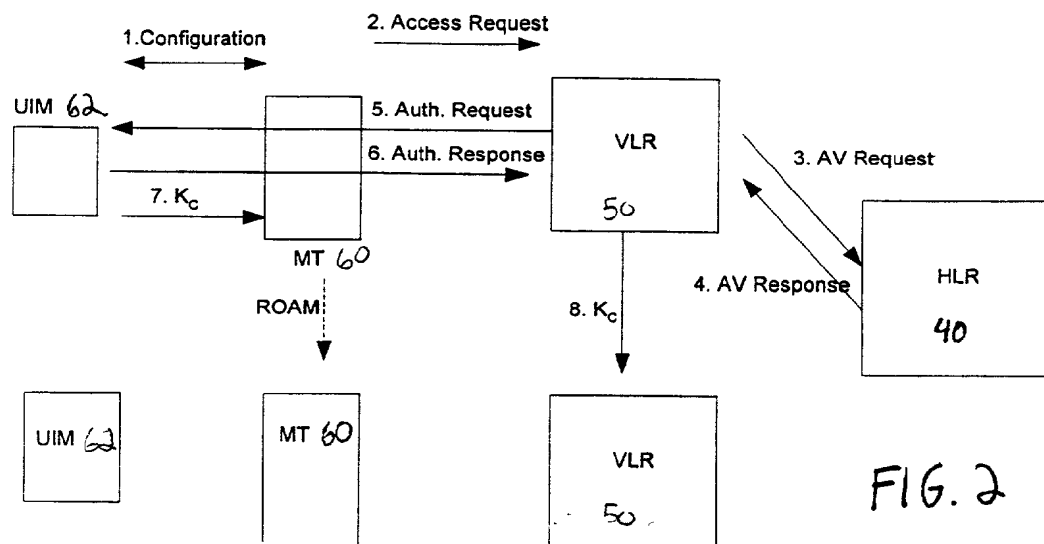 2. Access Request
1.Configuration
UIM 62
5. Auth. Request
VLR
6. Auth. Response
3. AV Request
7. Kc
50
MT 60
4. AV Response
HLR
ROAM
8. Kc
40
UIM 62
MT 60
VLR
50
FIG. 2